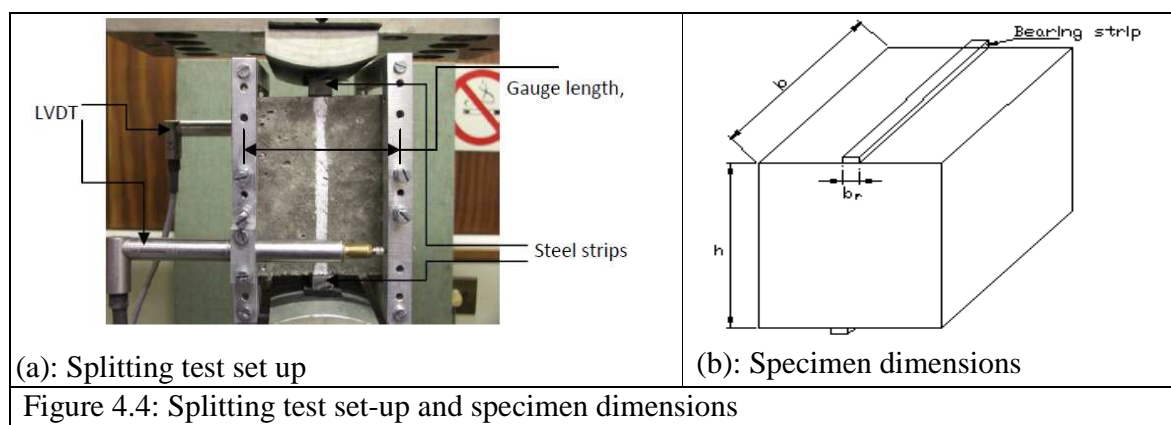 LVDT
Gauge length,
Steel strips
(a): Splitting test set up
Bearing strip
b
br
h
(b): Specimen dimensions
Figure 4.4: Splitting test set-up and specimen dimensions